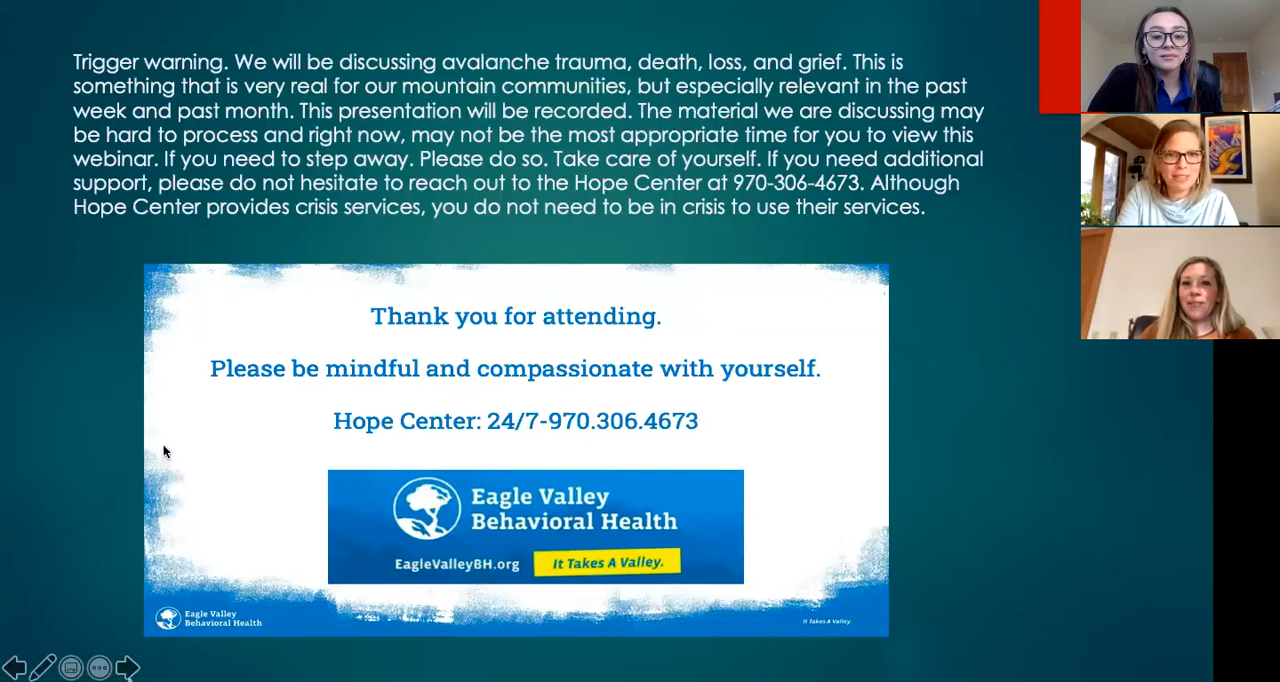 Trigger warning. We will be discussing avalanche trauma, death, loss, and grief. This is
something that is very real for our mountain communities, but especially relevant in the past
week and past month. This presentation will be recorded. The material we are discussing may
be hard to process and right now, may not be the most appropriate time for you to view this
webinar. If you need to step away. Please do so. Take care of yourself. If you need additional
support, please do not hesitate to reach out to the Hope Center at 970-306-4673. Although
Hope Center provides crisis services, you do not need to be in crisis to use their services.
Thank you for attending.
Please be mindful and compassionate with yourself.
Hope Center: 24/7-970.306.4673
Eagle Valley
Behavioral Health
EagleValleyBH.org
It Takes A Valley.
Eagle Valley
Behavioral Health
It Takes A Valley.